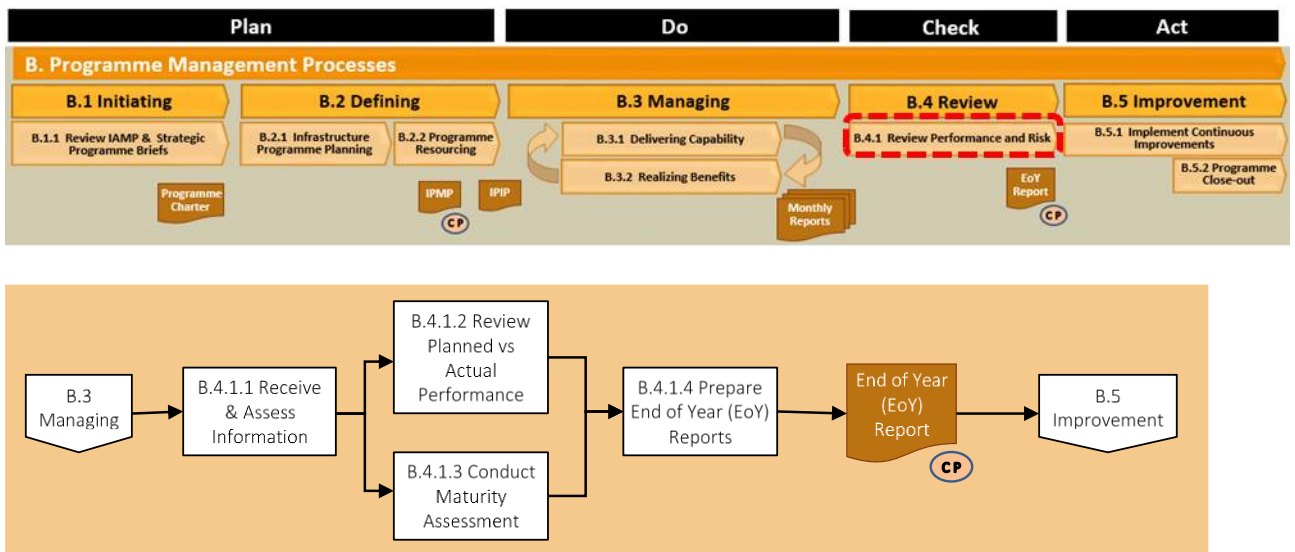 Plan
Do
Check
Act
B. Programme Management Processes
B.1 Initiating
B.2 Defining
B.3 Managing
B.4 Review
B.5 Improvement
B.1.1 Review IAMP & Strategic
Programme Briefs
B.2.1 Infrastructure
Programme Planning
B.2.2 Programme
Resourcing
B.3.1 Delivering Capability
B.3.2 Realizing Benefits
B.4.1 Review Performance and Risk
B.5.1 Implement Continuous
Improvements
B.5.2 Programme
Close-out
Programme
Charter
IPMP
CP
IPIP
Monthly
Reports
EoY
Report
CP
B.3
Managing
B.4.1.1 Receive
& Assess
Information
B.4.1.2 Review
Planned vs
Actual
Performance
B.4.1.3 Conduct
Maturity
Assessment
B.4.1.4 Prepare
End of Year (EoY)
Reports
End of Year
(EoY)
Report
CP
B.5
Improvement